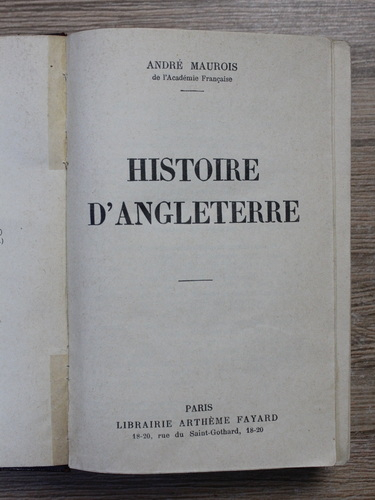 ANDRÉ MAUROIS
de l'Académie Française
HISTOIRE
D'ANGLETERRE
PARIS
LIBRAIRIE ARTHÈME FAYARD
18-20, rue du Saint-Gothard, 18-20